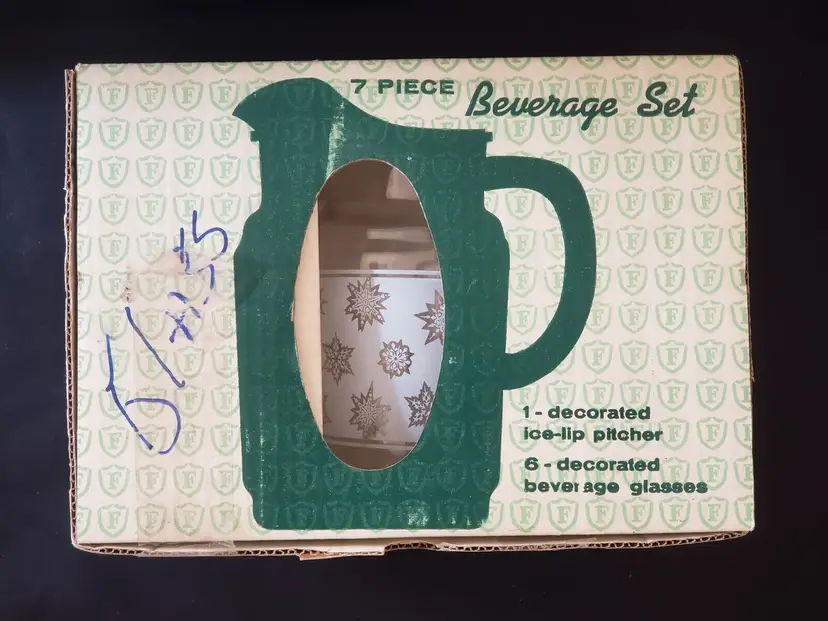 7 PIECE Beverage Set
1 - decorated
ice-lip pitcher
6 - decorated
beverage glasses